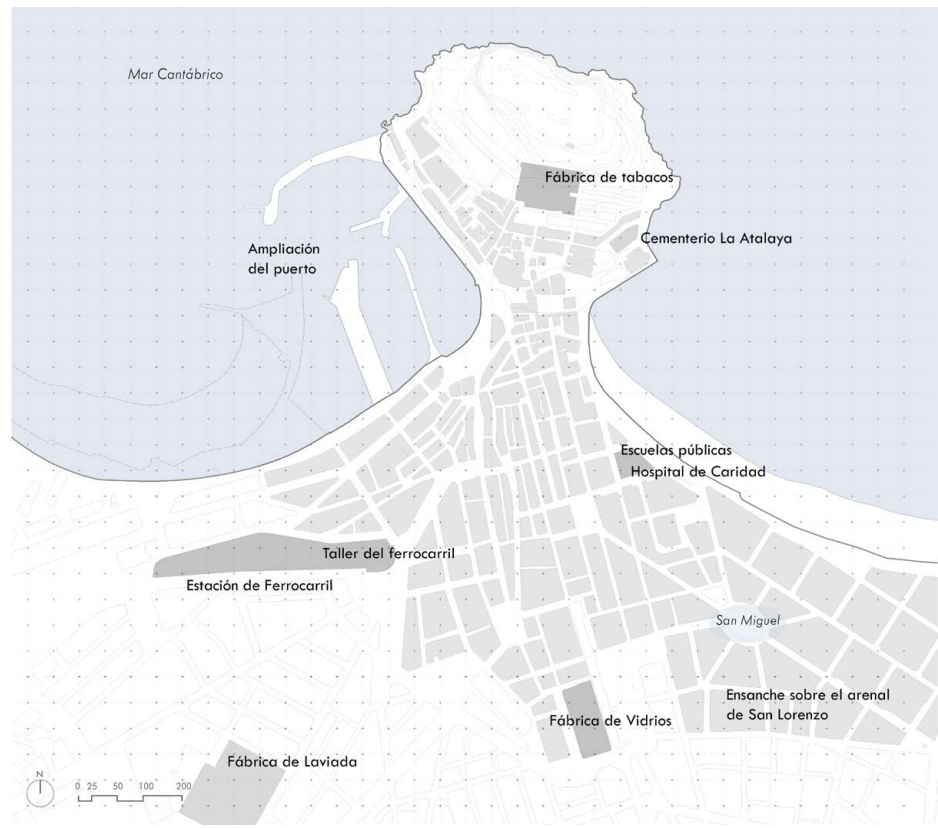 Mar Cantábrico
Fábrica de tabacos
Cementerio La Atalaya
Ampliación
del puerto
Escuelas públicas
Hospital de Caridad
Taller del ferrocarril
Estación de Ferrocarril
San Miguel
Ensanche sobre el arenal
de San Lorenzo
Fábrica de Vidrios
Fábrica de Laviada
N
0 25 50 100 200